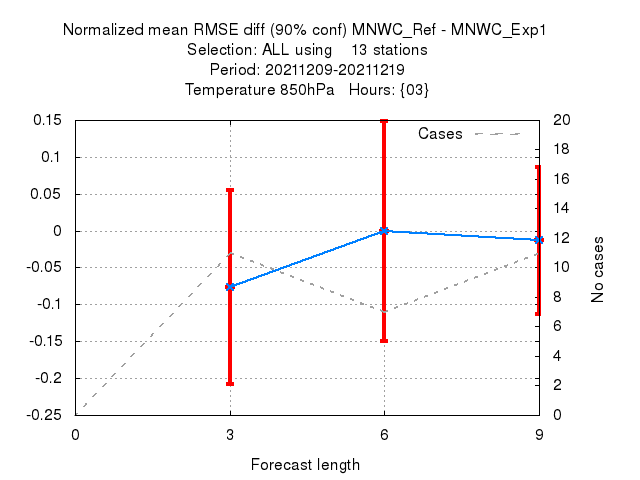 Normalized mean RMSE diff (90% conf) MNWC_Ref - MNWC_Exp1
Selection: ALL using 13 stations
Period: 20211209-20211219
Temperature 850hPa Hours: {03}
Cases
0.15
0.1
0.05
0
-0.05
-0.1
-0.15
-0.2
-0.25
20
18
16
14
12
10
8
6
4
2
0
No cases
0 3 6 9
Forecast length